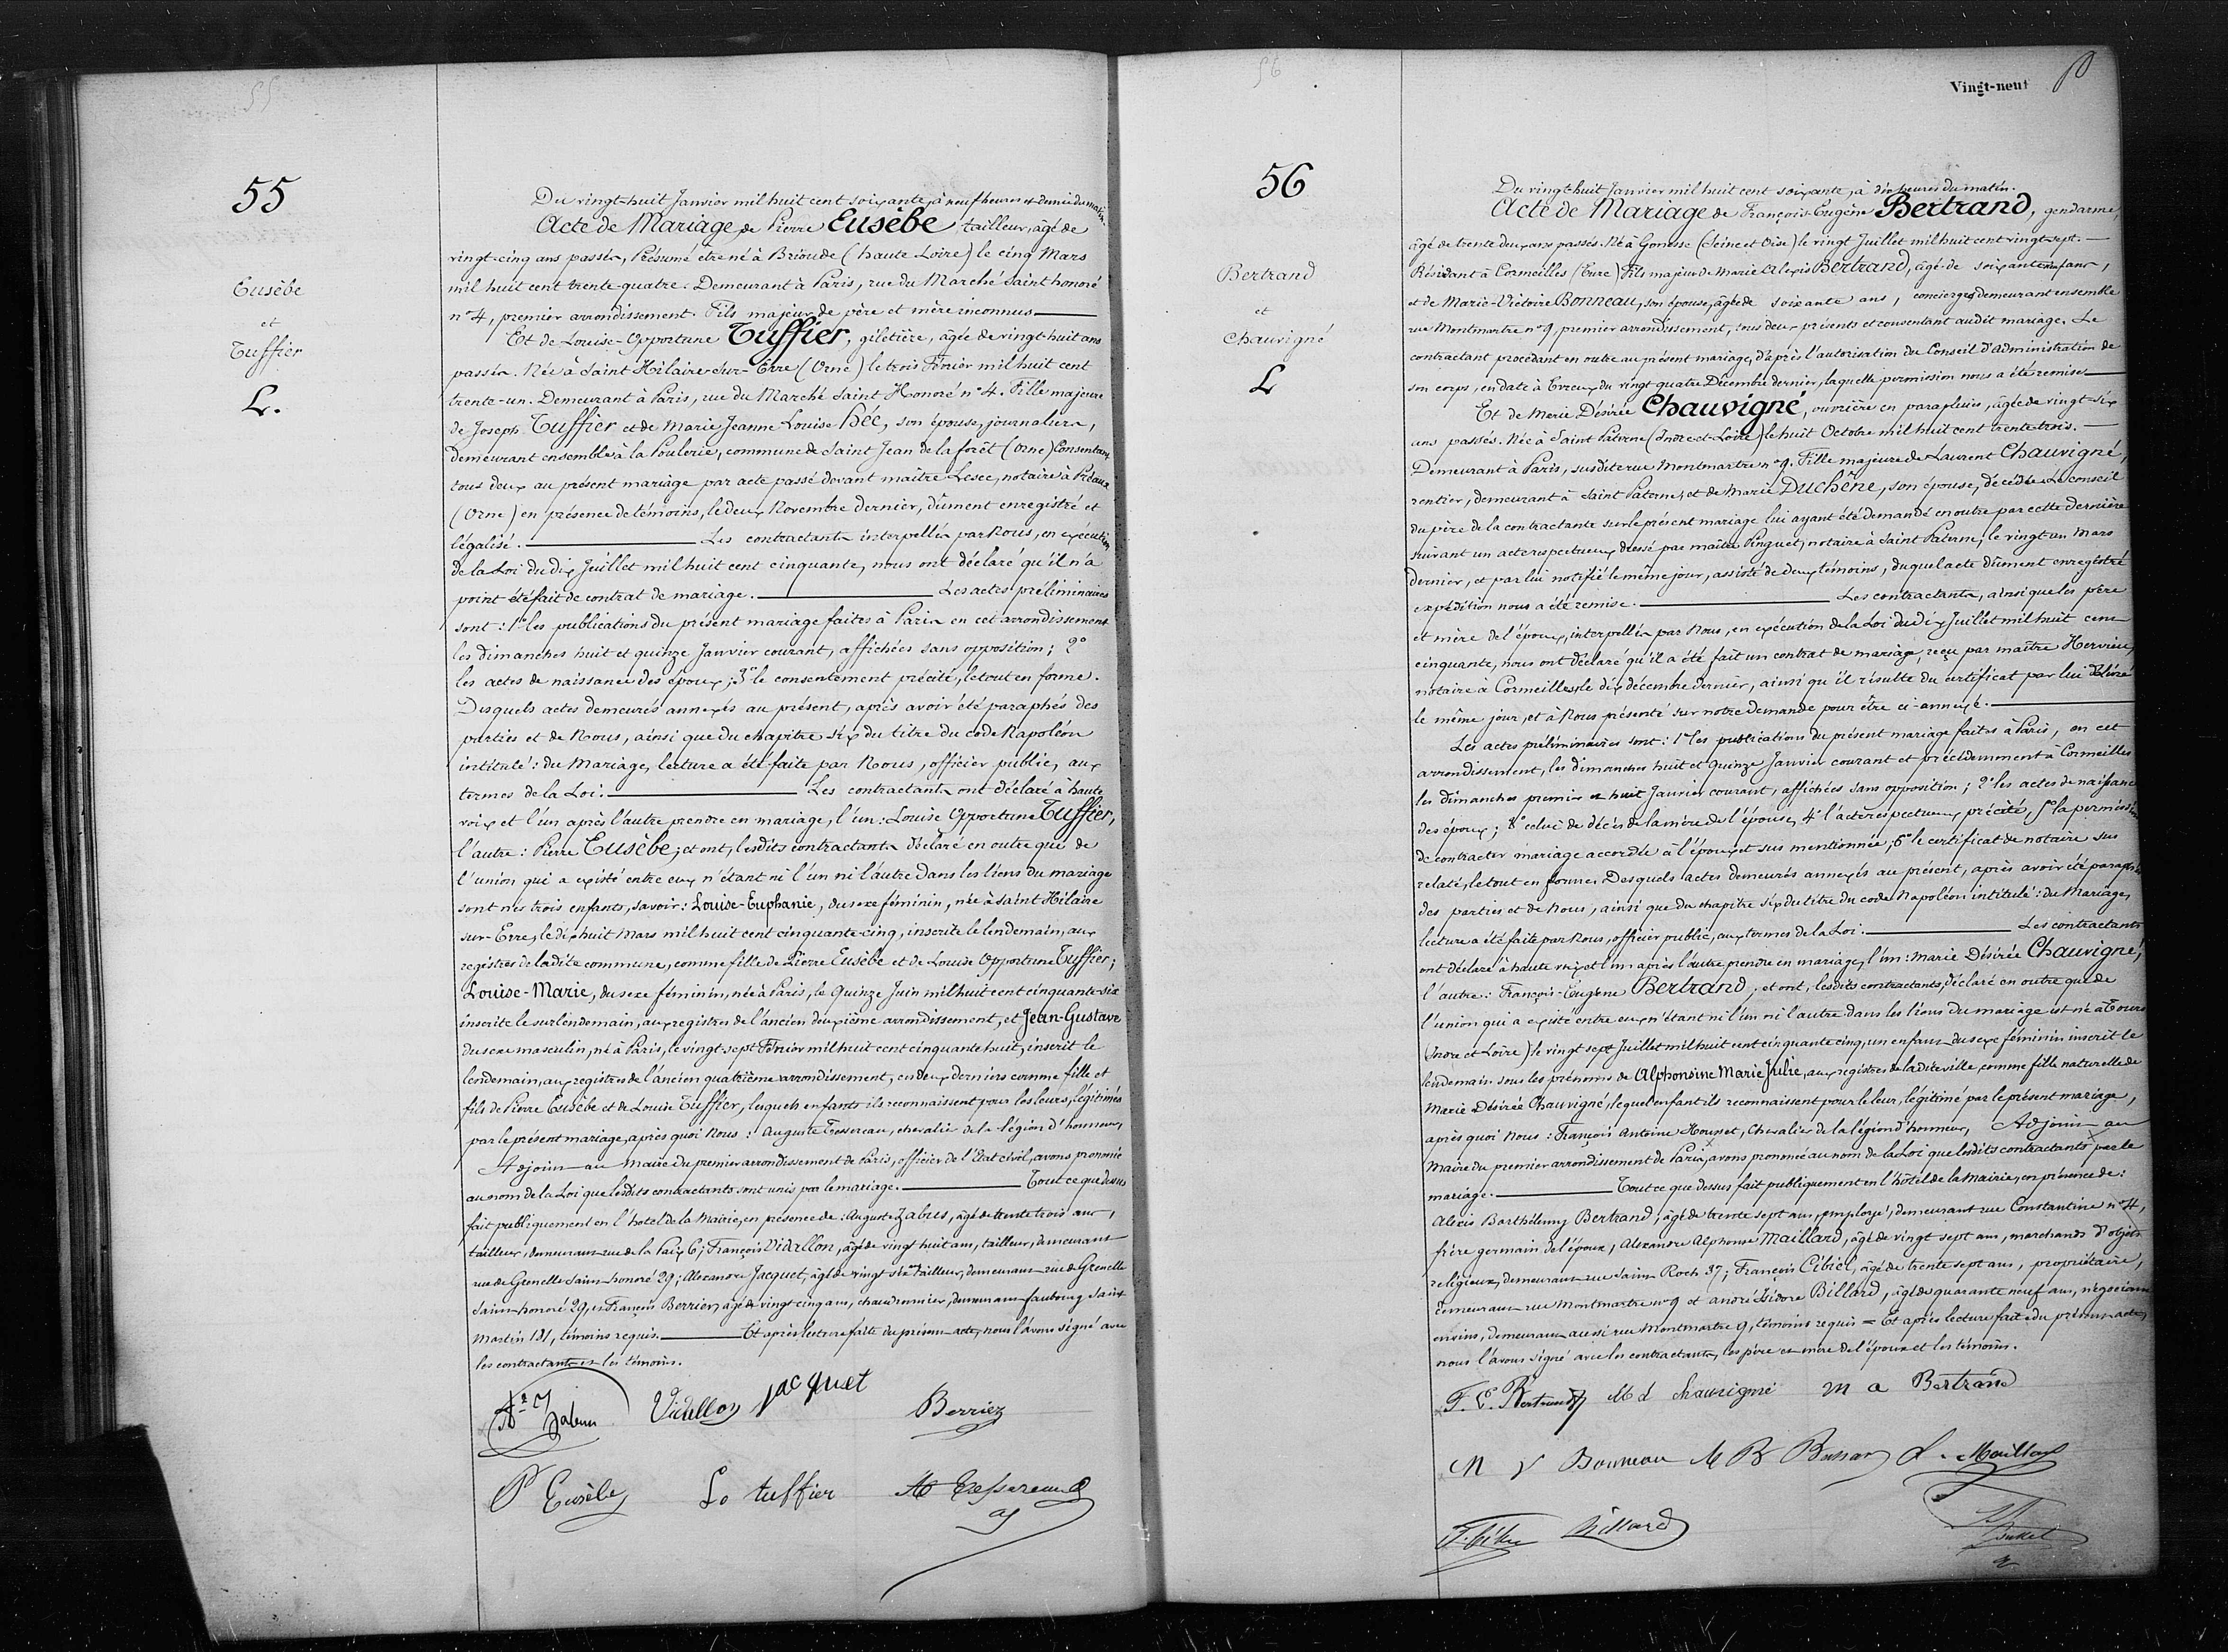 55
55
Eusèbe
et
Tuffier
L.
Du vingt-huit Janvier mil huit cent soixante, à neuf heures et demie du matin.
Acte de Mariage de Pierre Eusèbe, tailleur, âgé de
vingt-cinq ans passés, Présumé être né à Brioude (haute Loire) le cinq Mars
mil huit cent trente-quatre. Demeurant à Paris, rue du Marché Saint honoré
n° 4, premier arrondissement. Fils majeur de père et mère inconnus
Et de Louise-Opportune Tuffier, giletière, âgée de vingt-huit ans
passés. Née à Saint Hilaire-sur-Erre (Orne) le trois Février mil huit cent
trente-un. Demeurant à Paris, rue du Marché Saint Honoré n° 4. Fille majeure
de Joseph Tuffier et de Marie Jeanne Louise Hée, son épouse, journaliers,
demeurant ensemble à la Poulerie, commune de Saint Jean de la forêt (Orne) Consentant
tous deux au présent mariage par acte passé devant maître Lesec, notaire à
(Orne) en présence de témoins, le deux Novembre dernier, dûment enregistré et
légalisé. Les contractants interpellés par Nous, en exécution
de la Loi du dix Juillet mil huit cent cinquante, nous ont déclaré qu'il n'a
point été fait de contrat de mariage. Les actes préliminaires
sont : 1° les publications du présent mariage faites à Paris en cet arrondissement
les dimanches huit et quinze Janvier courant, affichées sans opposition; 2°
les actes de naissance des époux; 3° le consentement précité, le tout en forme.
Desquels actes demeurés annexés au présent, après avoir été paraphés des
parties et de Nous, ainsi que du chapitre six du titre du code Napoléon
intitulé : du Mariage, lecture a été faite par Nous, officier public, aux
termes de la Loi. Les contractants ont déclaré à haute
voix et l'un après l'autre prendre en mariage, l'un : Louise Opportune Tuffier,
l'autre : Pierre Eusèbe; et ont, lesdits contractants déclaré en outre que de
l'union qui a existé entre eux n'étant ni l'un ni l'autre dans les liens du mariage
sont nés trois enfants, savoir : Louise-Euphanie, du sexe féminin, née à Saint Hilaire
sur-Erre, le dix huit Mars mil huit cent cinquante-cinq, inscrite le lendemain, aux
registres de ladite commune, comme fille de Pierre Eusèbe et de Louise Opportune Tuffier;
Louise-Marie, du sexe féminin, née à Paris, le quinze Juin mil huit cent cinquante-six
inscrite le surlendemain, aux registres de l'ancien deuxième arrondissement, et Jean-Gustave
du sexe masculin, né à Paris, le vingt-sept Février mil huit cent cinquante huit, inscrit le
lendemain, aux registres de l'ancien quatrième arrondissement, ces deux derniers comme fille et
fils de Pierre Eusèbe et de Louise Tuffier, lesquels enfants ils reconnaissent pour les leurs, légitimés
par le présent mariage, après quoi Nous : Auguste Tessereau, chevalier de la légion d'honneur,
Adjoint au Maire du premier arrondissement de Paris, officier de l'Etat civil, avons prononcé
au nom de la Loi que lesdits contractants sont unis par le mariage. Tout ce que dessus
fait publiquement en l'hôtel de la Mairie, en présence de : Auguste Zabus, âgé de trente trois ans,
tailleur, demeurant rue de la Paix 6; François Vidillon, âgé de vingt huit ans, tailleur, demeurant
rue de Grenelle Saint honoré 29; Alexandre Jacquet, âgé de vingt six ans tailleur, demeurant rue de Grenelle
Saint-honoré 29, et François Berriez, âgé de vingt cinq ans, chaudronnier, demeurant faubourg Saint
Martin 181, témoins requis. Et après lecture faite du présent acte, nous l'avons signé avec
les contractants et les témoins.
Vidillon Jacquet Berriez
P Eusèbe Lo tuffier A Tessereau
aj
Vingt-neuf
56
56
Bertrand
et
Chauvigné
L
Du vingt-huit Janvier mil huit cent soixante, à dix heures du matin.
Acte de Mariage de François-Eugène Bertrand, gendarme,
âgé de trente deux ans passés. Né à Gonesse (Seine et Oise) le vingt Juillet mil huit cent vingt-sept.
Résidant à Cormeilles (Eure) Fils majeur de Marie Alexis Bertrand, âgé de soixante ans,
et de Marie-Victoire Bonneau, son épouse, âgée de soixante ans, concierges demeurant ensemble
rue Montmartre n° 9, premier arrondissement, tous deux présents et consentant audit mariage. Le
contractant procédant en outre au présent mariage, d'après l'autorisation du Conseil d'administration de
son corps, en date à Evreux du vingt quatre Décembre dernier, laquelle permission nous a été remise
Et de Marie Désirée Chauvigné, ouvrière en parapluies, âgée de vingt-six
ans passés. Née à Saint Paterne (Indre-et-Loire) le huit Octobre mil huit cent trente trois.
Demeurant à Paris, susdite rue Montmartre n° 9. Fille majeure de Laurent Chauvigné,
rentier, demeurant à Saint Paterne, et de Marie Duchêne, son épouse, décédée. Le conseil
du père de la contractante sur le présent mariage lui ayant été demandé en outre par cette dernière
suivant un acte respectueux dressé par maître Pinguet, notaire à Saint Paterne, le vingt un Mars
dernier, et par lui notifié le même jour, assisté de deux témoins, duquel acte dûment enregistré
expédition nous a été remise. Les contractants, ainsi que les père
et mère de l'époux, interpellés par Nous, en exécution de la Loi du dix Juillet mil huit cent
cinquante, nous ont déclaré qu'il a été fait un contrat de mariage, reçu par maître Hervieu,
notaire à Cormeilles, le dix décembre dernier, ainsi qu'il résulte du certificat par lui délivré
le même jour, et à Nous présenté sur notre demande pour être ci-annexé.
Les actes préliminaires sont : 1° les publications du présent mariage faites à Paris, en cet
arrondissement, les dimanches huit et quinze Janvier courant et précédemment à Cormeilles
les dimanches premier et huit Janvier courant, affichées sans opposition; 2° les actes de naissance
des époux; 3° celui de décès de la mère de l'épouse, 4° l'acte respectueux précité, 5° la permission
de contracter mariage accordée à l'époux et sus mentionnée; 6° le certificat de notaire sus
relaté, le tout en forme. Desquels actes demeurés annexés au présent, après avoir été paraphés
des parties et de Nous, ainsi que du chapitre six du titre du code Napoléon intitulé : du Mariage,
lecture a été faite par Nous, officier public, aux termes de la Loi. Les contractants
ont déclaré à haute voix et l'un après l'autre prendre en mariage, l'un : Marie Désirée Chauvigné,
l'autre : François-Eugène Bertrand; et ont, lesdits contractants, déclaré en outre que de
l'union qui a existé entre eux n'étant ni l'un ni l'autre dans les liens du mariage est né à Tours
(Indre et Loire) le vingt sept Juillet mil huit cent cinquante cinq, un enfant du sexe féminin inscrit le
lendemain sous les prénoms de Alphonsine Marie Julie, aux registres de ladite ville, comme fille naturelle de
Marie Désirée Chauvigné, lequel enfant ils reconnaissent pour le leur, légitimé par le présent mariage,
après quoi Nous : François Antoine Housset, Chevalier de la légion d'honneur, Adjoint au
Maire du premier arrondissement de Paris, avons prononcé au nom de la Loi que lesdits contractants par le
mariage. Tout ce que dessus fait publiquement en l'hôtel de la Mairie, en présence de :
Alexis Barthélemy Bertrand, âgé de trente sept ans, employé, demeurant rue Constantine n° 4,
frère germain de l'époux, Alexandre Alphonse Maillard, âgé de vingt sept ans, marchand d'objets
religieux, demeurant rue Saint Roch 37; François Cibiel, âgé de trente sept ans, propriétaire,
demeurant rue Montmartre n° 9 et André Isidore Billard, âgé de quarante neuf ans, négociant
en vins, demeurant aussi rue Montmartre 9, témoins requis = Et après lecture faite du présent acte,
nous l'avons signé avec les contractants, les père et mère de l'époux et les témoins.
F. E. Bertrand M d chauvigné m a Bertrand
M V Bonneau A. Maillard
Billard